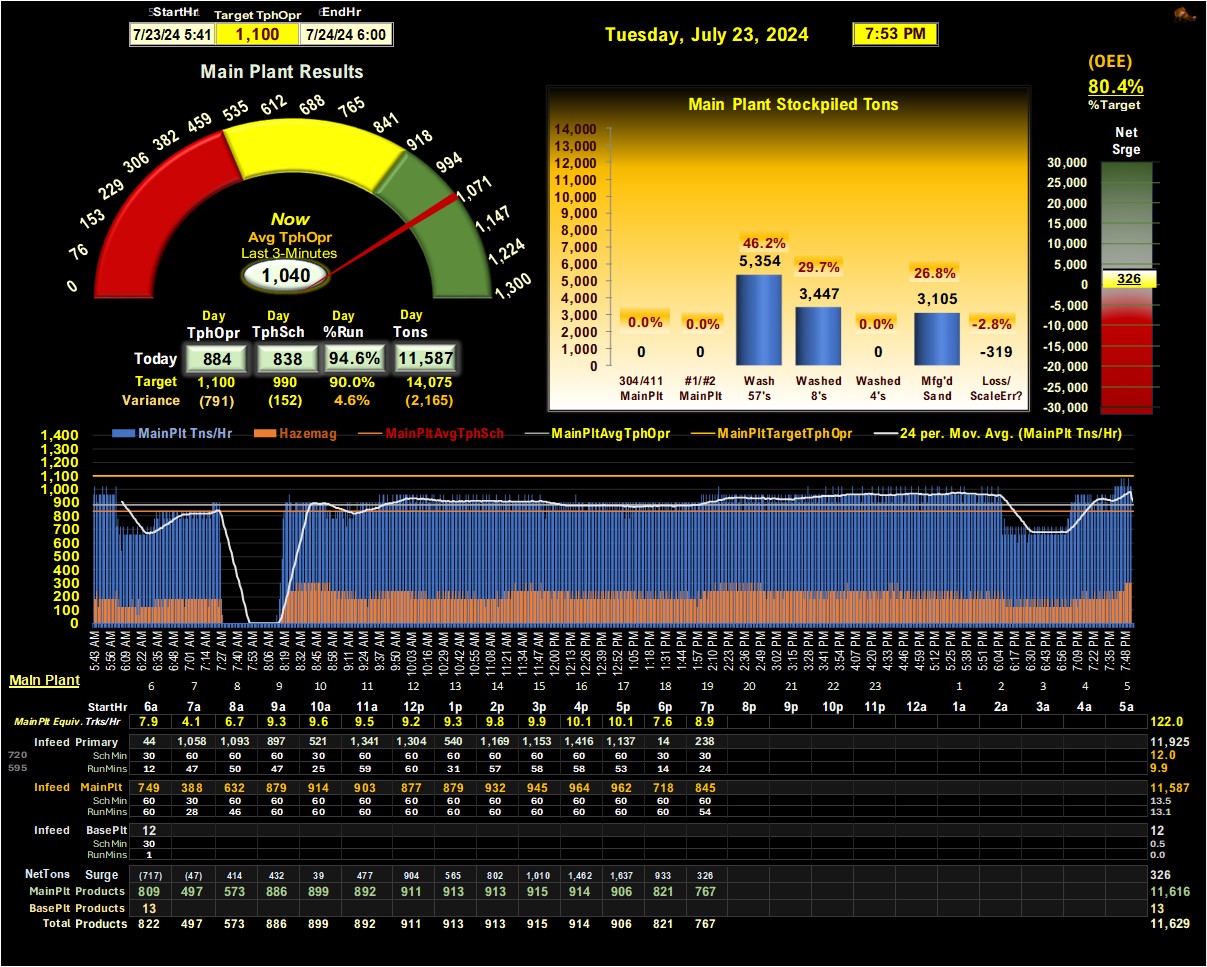 StartHr Target TphOpr EndHr
7/23/24 5:41 1,100 7/24/24 6:00
Tuesday, July 23, 2024 7:53 PM
(OEE)
80.4%
%Target
Main Plant Results
0 76 153 229 306 382 459 535 612 688 765 841 918 994 1,071 1,147 1,224 1,300
Now
Avg TphOpr
Last 3-Minutes
1,040
Day Day Day Day
TphOpr TphSch %Run Tons
Today 884 838 94.6% 11,587
Target 1,100 990 90.0% 14,075
Variance (791) (152) 4.6% (2,165)
Main Plant Stockpiled Tons
14,000
13,000
12,000
11,000
10,000
9,000
8,000
7,000
6,000
5,000
4,000
3,000
2,000
1,000
0
0.0% 0.0% 46.2% 29.7% 0.0% 26.8% -2.8%
0 0 5,354 3,447 0 3,105 -319
304/411 #1/#2 Wash Washed Washed Mfg'd Loss/
MainPlt MainPlt 57's 8's 4's Sand ScaleErr?
Net
Srge
30,000
25,000
20,000
15,000
10,000
5,000
0
-5,000
-10,000
-15,000
-20,000
-25,000
-30,000
326
MainPlt Tns/Hr Hazemag MainPltAvgTphSch MainPltAvgTphOpr MainPltTargetTphOpr 24 per. Mov. Avg. (MainPlt Tns/Hr)
1,400
1,300
1,200
1,100
1,000
900
800
700
600
500
400
300
200
100
0
5:43 AM 5:56 AM 6:09 AM 6:22 AM 6:35 AM 6:48 AM 7:01 AM 7:14 AM 7:27 AM 7:40 AM 7:53 AM 8:06 AM 8:19 AM 8:32 AM 8:45 AM 8:58 AM 9:11 AM 9:24 AM 9:37 AM 9:50 AM 10:03 AM 10:16 AM 10:29 AM 10:42 AM 10:55 AM 11:08 AM 11:21 AM 11:34 AM 11:47 AM 12:00 PM 12:13 PM 12:26 PM 12:39 PM 12:52 PM 1:05 PM 1:18 PM 1:31 PM 1:44 PM 1:57 PM 2:10 PM 2:23 PM 2:36 PM 2:49 PM 3:02 PM 3:15 PM 3:28 PM 3:41 PM 3:54 PM 4:07 PM 4:20 PM 4:33 PM 4:46 PM 4:59 PM 5:12 PM 5:25 PM 5:38 PM 5:51 PM 6:04 PM 6:17 PM 6:30 PM 6:43 PM 6:56 PM 7:09 PM 7:22 PM 7:35 PM 7:48 PM
Main Plant
6 7 8 9 10 11 12 13 14 15 16 17 18 19 20 21 22 23 1 2 3 4 5
StartHr 6a 7a 8a 9a 10a 11a 12p 1p 2p 3p 4p 5p 6p 7p 8p 9p 10p 11p 12a 1a 2a 3a 4a 5a
MainPlt Equiv. Trks/Hr 7.9 4.1 6.7 9.3 9.6 9.5 9.2 9.3 9.8 9.9 10.1 10.1 7.6 8.9 122.0
Infeed Primary 44 1,058 1,093 897 521 1,341 1,304 540 1,169 1,153 1,416 1,137 14 238 11,925
720 Sch Min 30 60 60 60 30 60 60 30 60 60 60 60 30 30 12.0
595 RunMins 12 47 50 47 25 59 60 31 57 58 58 53 14 24 9.9
Infeed MainPlt 749 388 632 879 914 903 877 879 932 945 964 962 718 845 11,587
Sch Min 60 30 60 60 60 60 60 60 60 60 60 60 60 60 13.5
RunMins 60 28 46 60 60 60 60 60 60 60 60 60 60 54 13.1
Infeed BasePlt 12 12
Sch Min 30 0.5
RunMins 1 0.0
NetTons Surge (717) (47) 414 432 39 477 904 565 802 1,010 1,462 1,637 933 326 326
MainPlt Products 809 497 573 886 899 892 911 913 913 915 914 906 821 767 11,616
BasePlt Products 13 13
Total Products 822 497 573 886 899 892 911 913 913 915 914 906 821 767 11,629